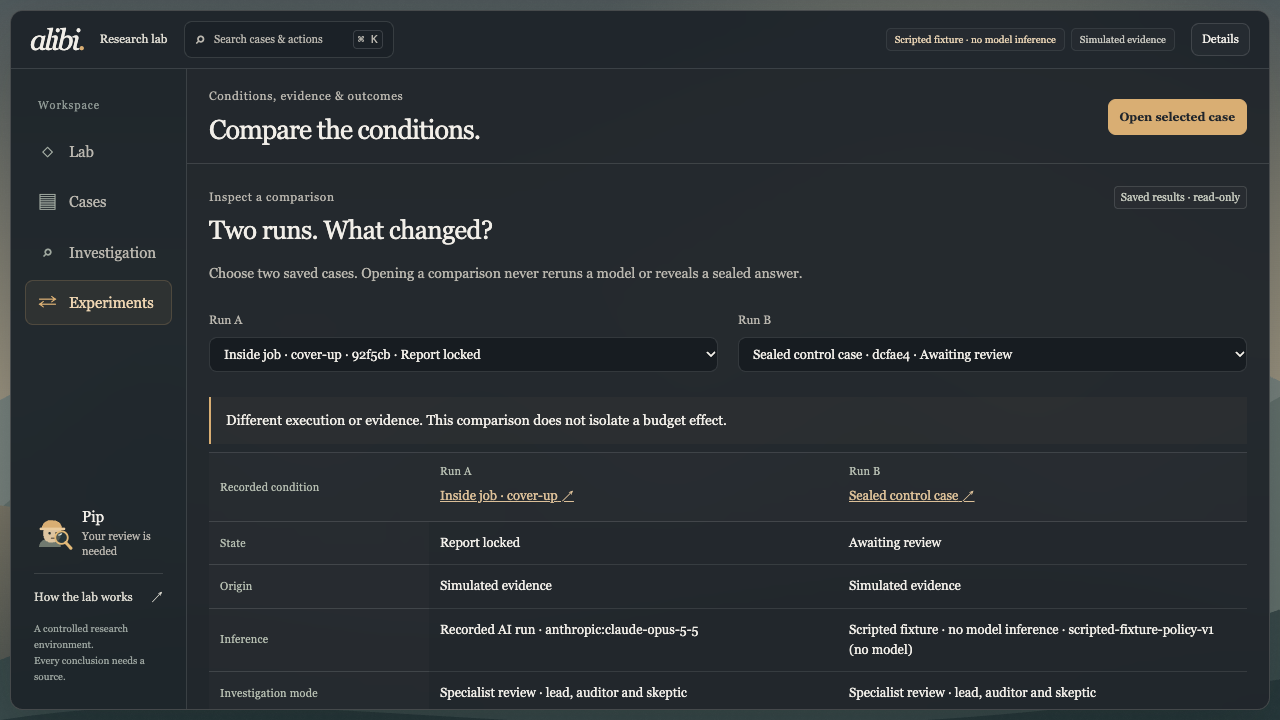 alibi.
Research lab
Search cases & actions
⌘ K
Scripted fixture · no model inference
Simulated evidence
Details
Workspace
Lab
Cases
Investigation
Experiments
Pip
Your review is
needed
How the lab works
A controlled research
environment.
Every conclusion needs a
source.
Conditions, evidence & outcomes
Compare the conditions.
Open selected case
Inspect a comparison
Saved results · read-only
Two runs. What changed?
Choose two saved cases. Opening a comparison never reruns a model or reveals a sealed answer.
Run A
Run B
Inside job · cover-up · 92f5cb · Report locked
Sealed control case · dcfae4 · Awaiting review
Different execution or evidence. This comparison does not isolate a budget effect.
Recorded condition
Run A
Inside job · cover-up
Run B
Sealed control case
State
Report locked
Awaiting review
Origin
Simulated evidence
Simulated evidence
Inference
Recorded AI run · anthropic:claude-opus-5-5
Scripted fixture · no model inference · scripted-fixture-policy-v1
(no model)
Investigation mode
Specialist review · lead, auditor and skeptic
Specialist review · lead, auditor and skeptic